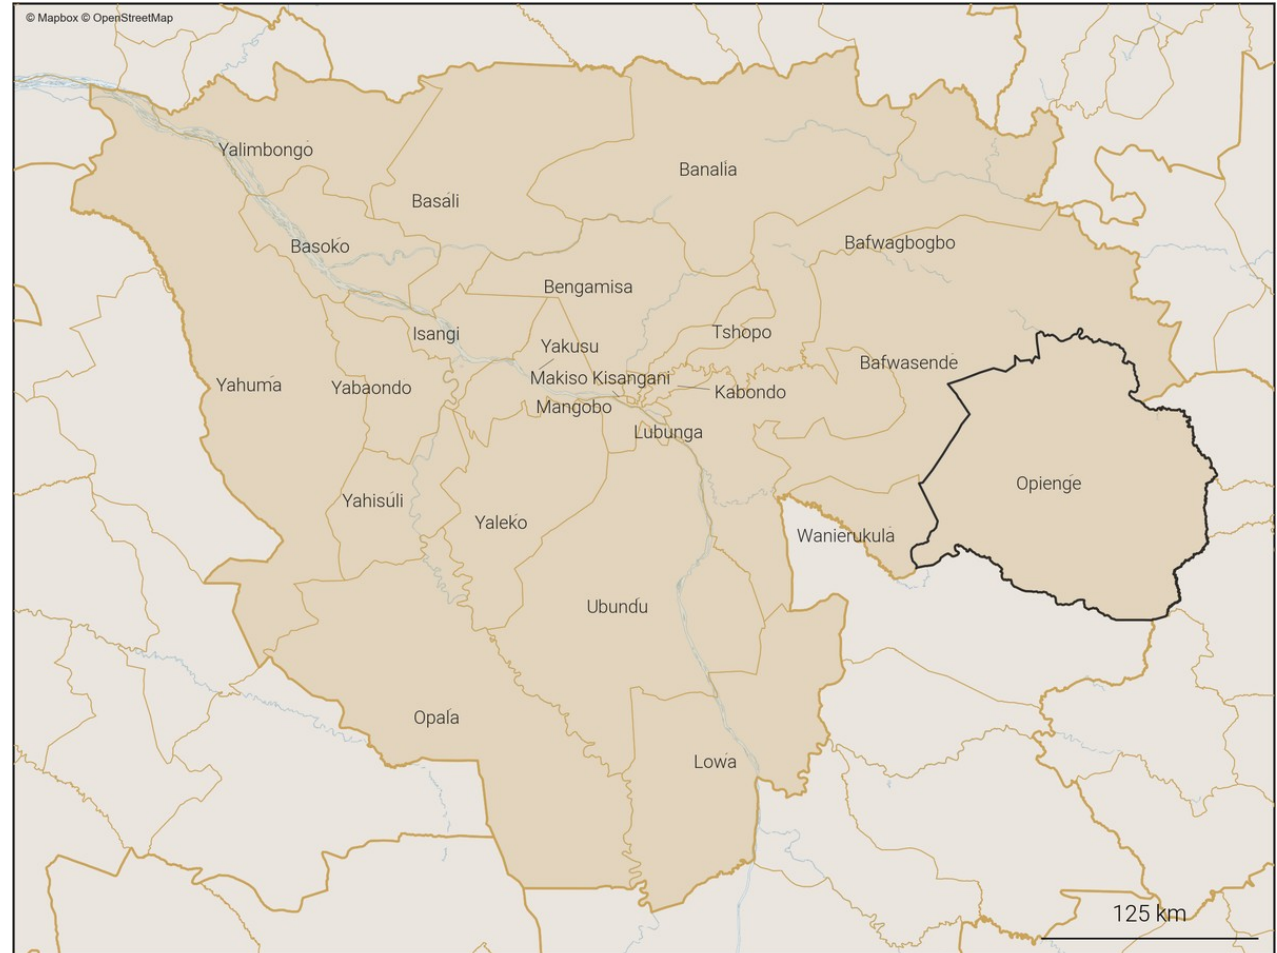 © Mapbox © OpenStreetMap
Yalimbongo
Banalia
Basali
Basoko
Bafwagbogbo
Bengamisa
Isangi
Tshopo
Yakusu
Bafwasende
Makiso Kisangani
Yahuma
Yabaondo
Kabondo
Mangobo
Lubunga
Opienge
Yahisuli
Yaleko
Wanierukula
Ubundu
Opala
Lowa
125 km